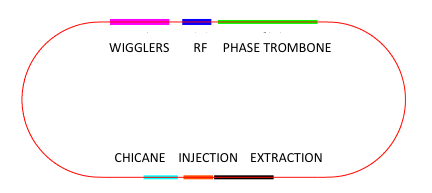 WIGGLERS RF PHASE TROMBONE
CHICANE INJECTION EXTRACTION